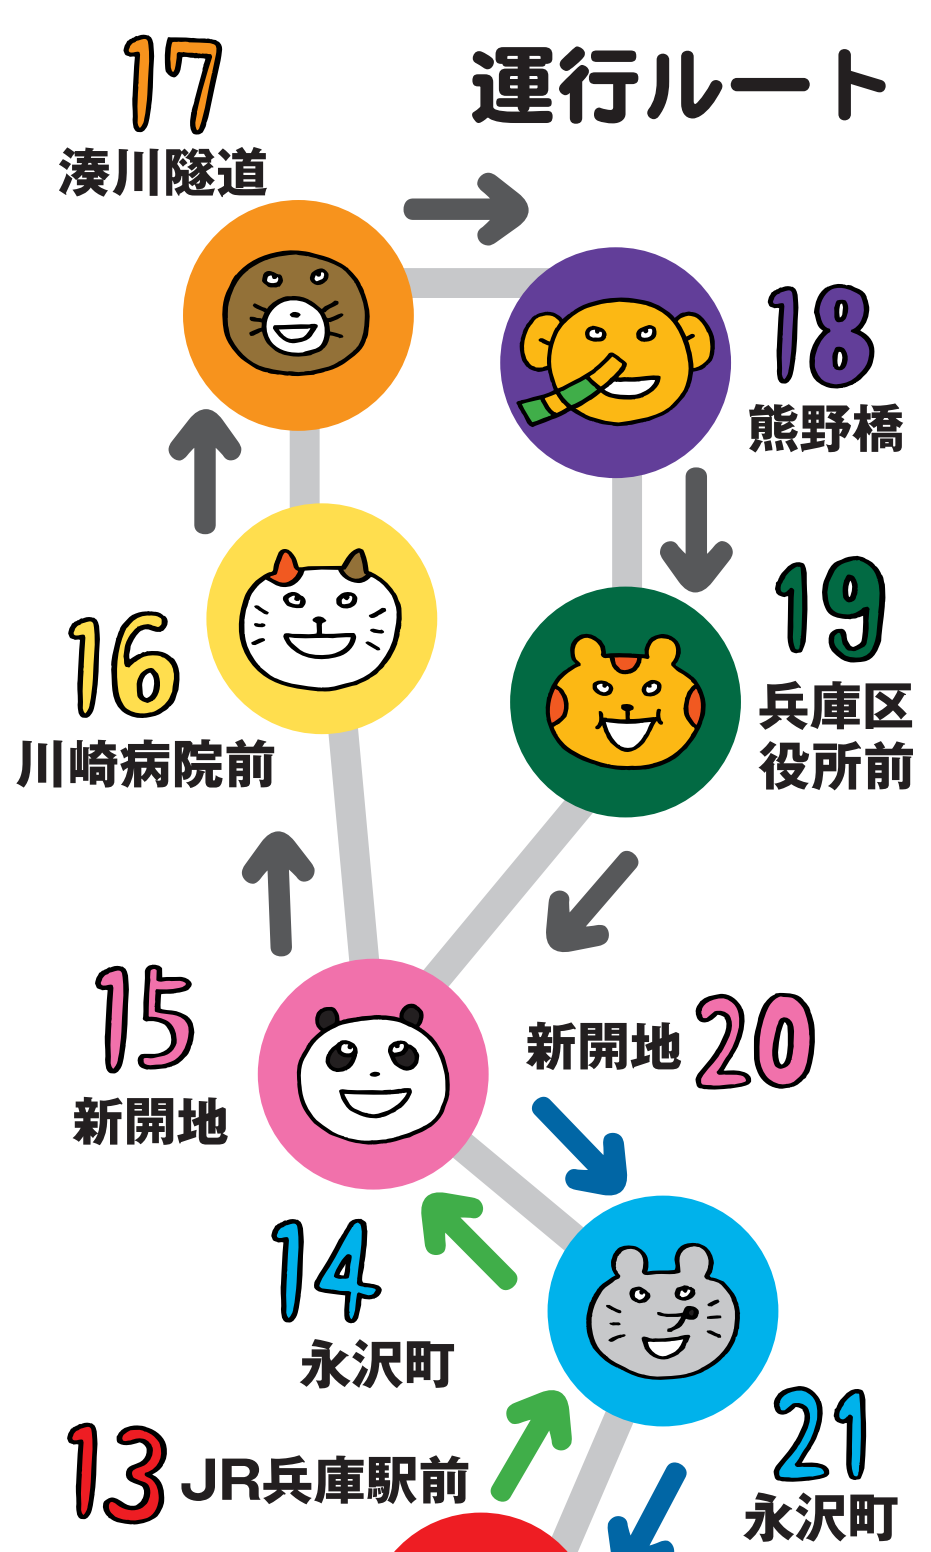 運行ルート
17
湊川隧道
18
熊野橋
16
川崎病院前
19
兵庫区
役所前
15
新開地
新開地 20
14
永沢町
13 JR兵庫駅前
21
永沢町